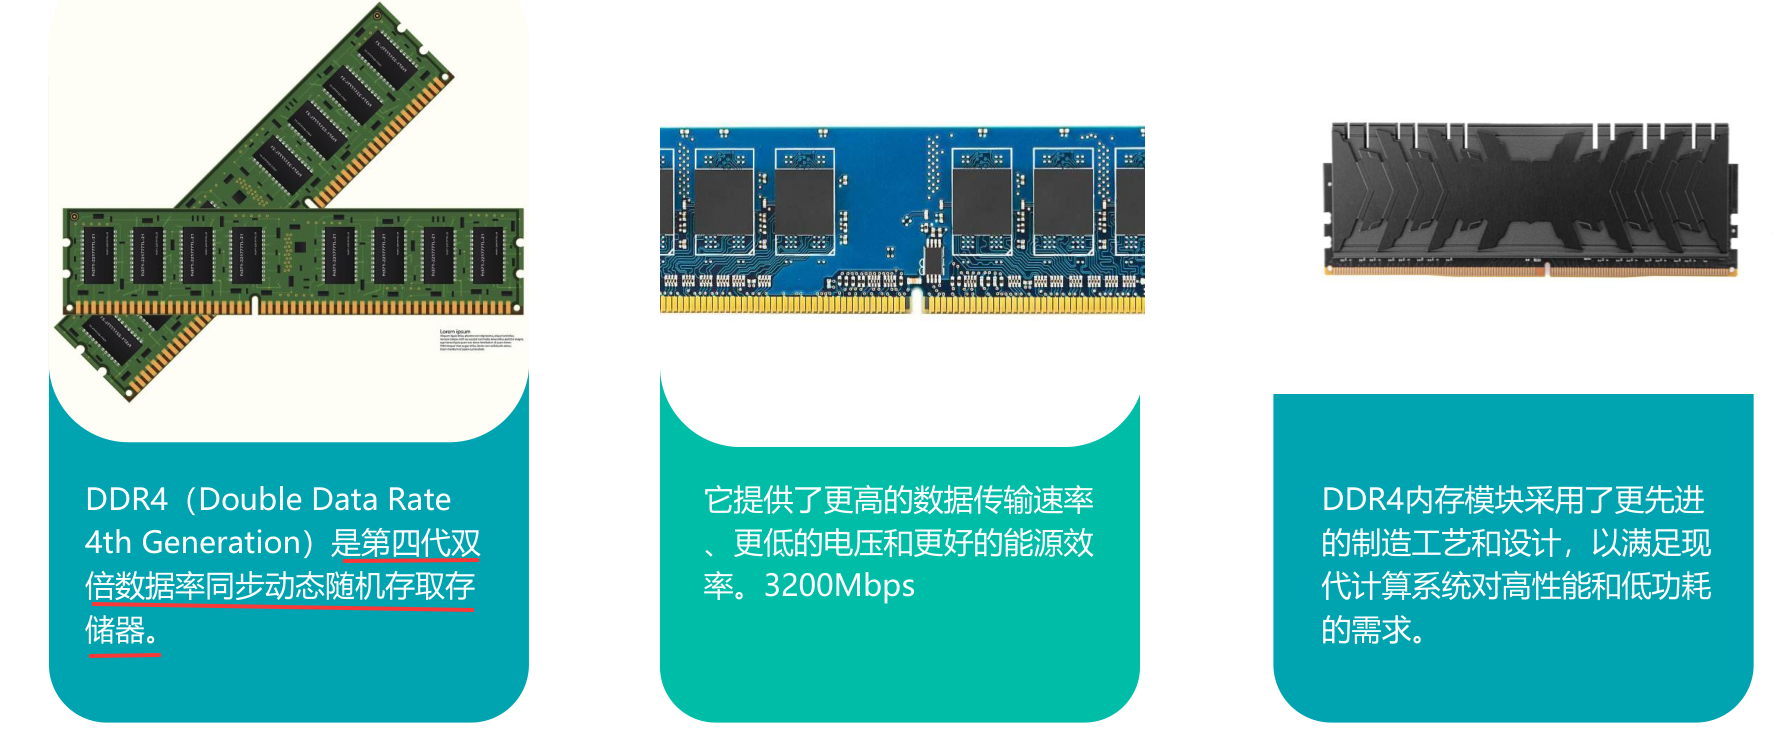 Lorem ipsum
DDR4（Double Data Rate
4th Generation）是第四代双
倍数据率同步动态随机存取存
储器。
它提供了更高的数据传输速率
、更低的电压和更好的能源效
率。3200Mbps
DDR4内存模块采用了更先进
的制造工艺和设计，以满足现
代计算系统对高性能和低功耗
的需求。